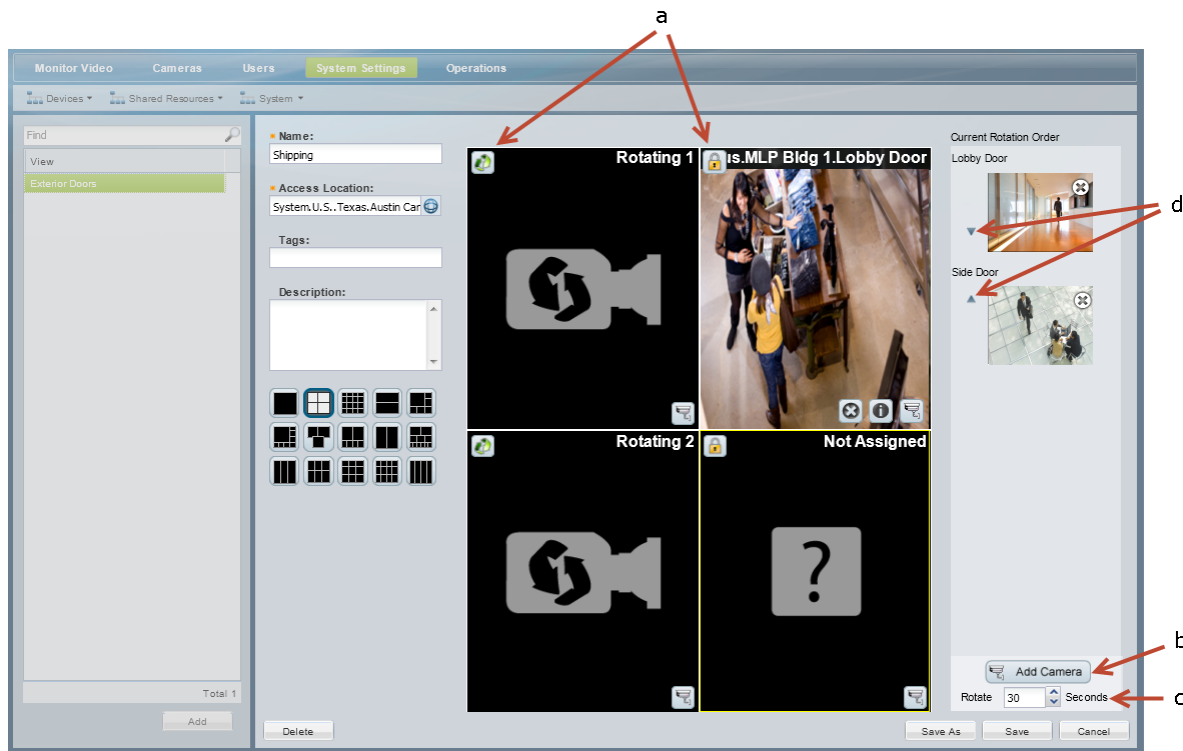 a
Monitor Video Cameras Users System Settings Operations
Devices Shared Resources System
Find
View
Exterior Doors
Total 1
Add
Name:
Shipping
Access Location:
System.U.S..Texas.Austin Car
Tags:
Description:
Delete
Rotating 1
us.MLP Bldg 1.Lobby Door
Rotating 2
Not Assigned
?
Current Rotation Order
Lobby Door
d
Side Door
b
Add Camera
Rotate 30 Seconds
c
Save As Save Cancel